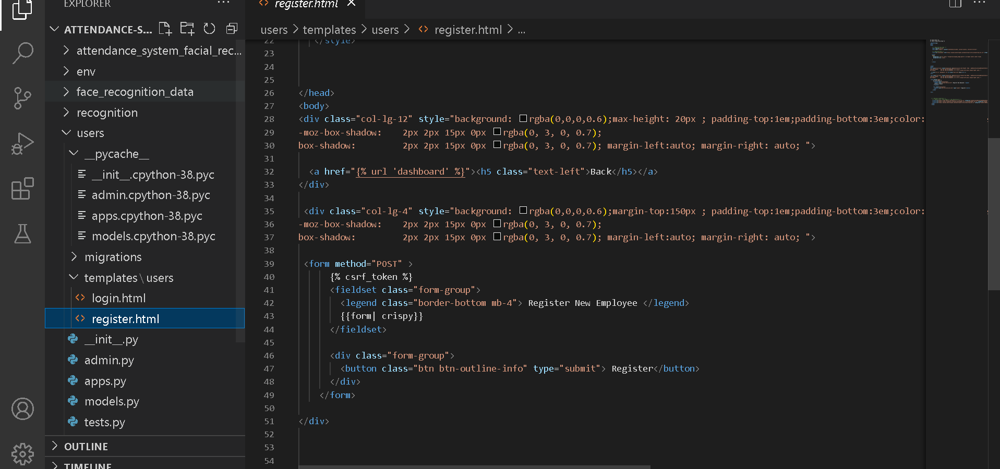 EXPLORER
ATTENDANCE-S...
attendance_system_facial_rec...
env
face_recognition_data
recognition
users
__pycache__
__init__.cpython-38.pyc
admin.cpython-38.pyc
apps.cpython-38.pyc
models.cpython-38.pyc
migrations
templates\users
login.html
register.html
__init__.py
admin.py
apps.py
models.py
tests.py
OUTLINE
TIMELINE
register.html
users > templates > users > register.html > ...
22 </style>
23
24
25
26 </head>
27 <body>
28 <div class="col-lg-12" style="background: rgba(0,0,0,0.6);max-height: 20px ; padding-top:1em;padding-bottom:3em;color:
29 -moz-box-shadow:    2px 2px 15px 0px rgba(0, 3, 0, 0.7);
30 box-shadow:         2px 2px 15px 0px rgba(0, 3, 0, 0.7); margin-left:auto; margin-right: auto; ">
31
32 <a href="{% url 'dashboard' %}"><h5 class="text-left">Back</h5></a>
33 </div>
34
35 <div class="col-lg-4" style="background: rgba(0,0,0,0.6);margin-top:150px ; padding-top:1em;padding-bottom:3em;color:
36 -moz-box-shadow:    2px 2px 15px 0px rgba(0, 3, 0, 0.7);
37 box-shadow:         2px 2px 15px 0px rgba(0, 3, 0, 0.7); margin-left:auto; margin-right: auto; ">
38
39 <form method="POST" >
40 {% csrf_token %}
41 <fieldset class="form-group">
42 <legend class="border-bottom mb-4"> Register New Employee </legend>
43 {{form| crispy}}
44 </fieldset>
45
46 <div class="form-group">
47 <button class="btn btn-outline-info" type="submit"> Register</button>
48 </div>
49 </form>
50
51 </div>
52
53
54